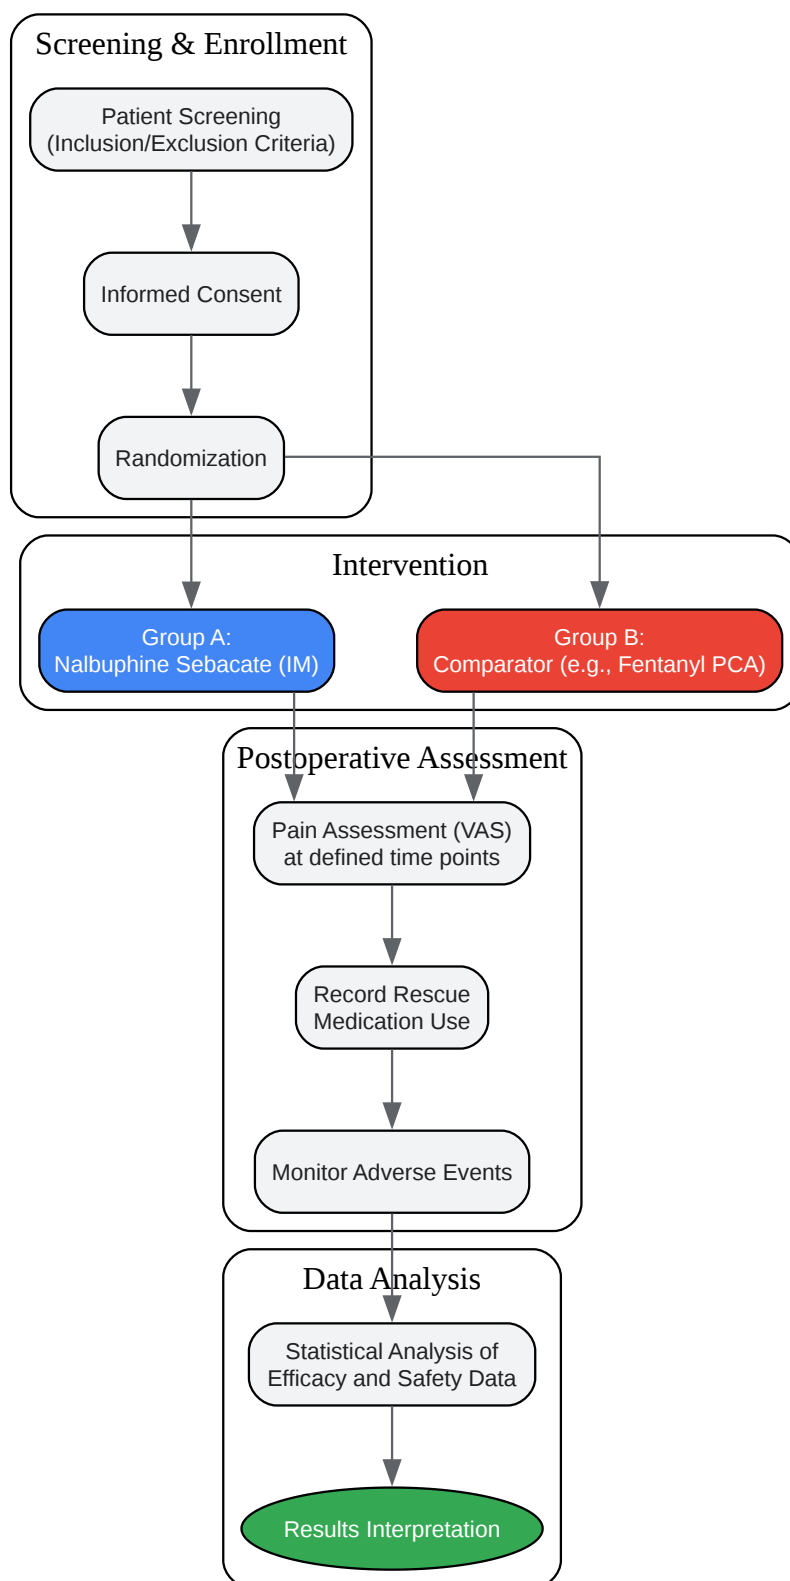 Screening & Enrollment
Patient Screening
(Inclusion/Exclusion Criteria)
Informed Consent
Randomization
Intervention
Group A:
Nalbuphine Sebacate (IM)
Group B:
Comparator (e.g., Fentanyl PCA)
Postoperative Assessment
Pain Assessment (VAS)
at defined time points
Record Rescue
Medication Use
Monitor Adverse Events
Data Analysis
Statistical Analysis of
Efficacy and Safety Data
Results Interpretation